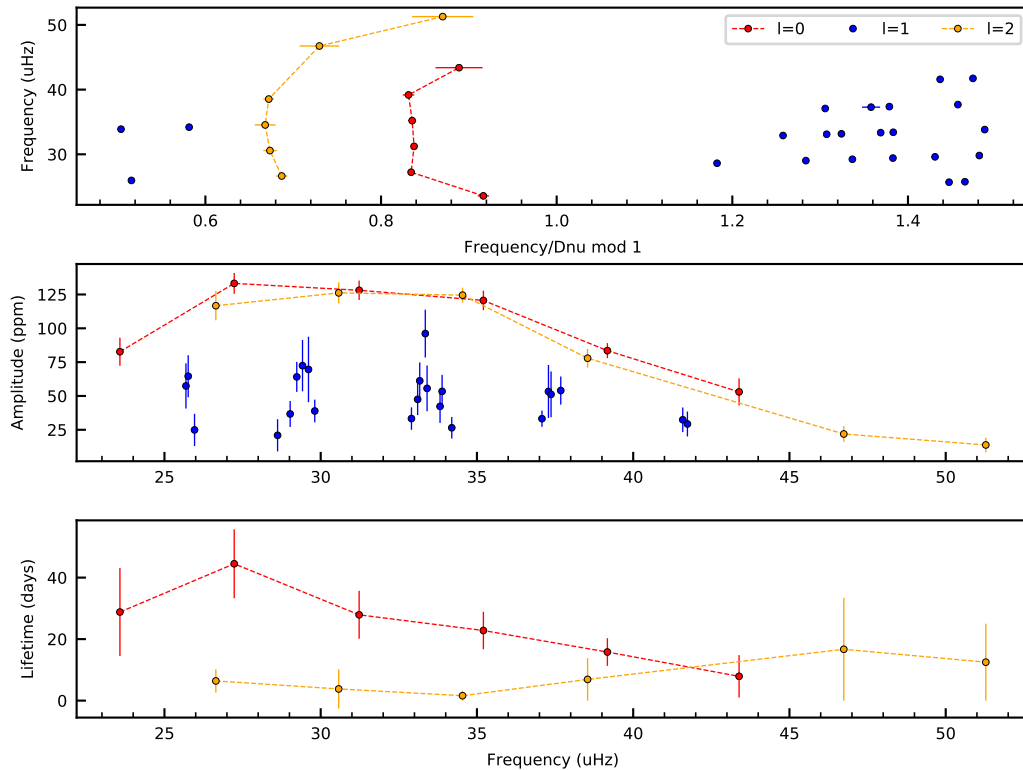 50
40
30
Frequency (uHz)
l=0 l=1 l=2
0.6 0.8 1.0 1.2 1.4
Frequency/Dnu mod 1
125
100
75
50
25
Amplitude (ppm)
25 30 35 40 45 50
40
20
0
Lifetime (days)
25 30 35 40 45 50
Frequency (uHz)